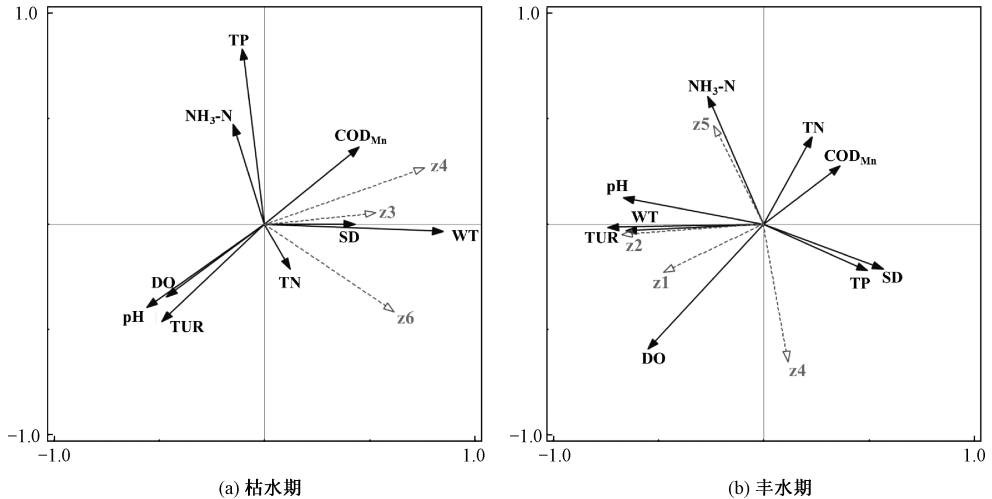 1.0
TP
NH₃-N
COD_Mn
z4
z3
SD
WT
TN
DO
pH
TUR
z6
−1.0
−1.0
1.0
(a) 枯水期
1.0
NH₃-N
z5
TN
COD_Mn
pH
WT
TUR
z2
z1
TP
SD
DO
z4
−1.0
−1.0
1.0
(b) 丰水期